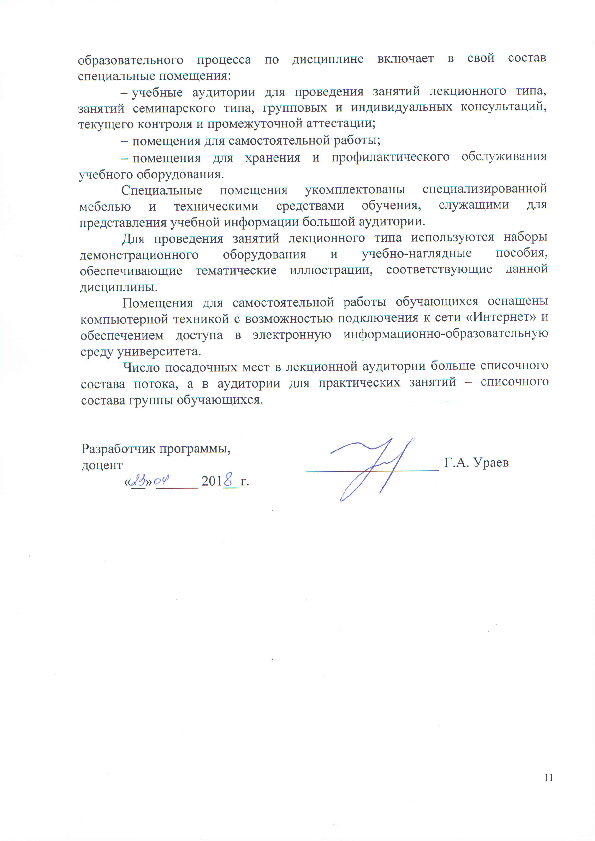 образовательного процесса по дисциплине включает в свой состав
специальные помещения:
– учебные аудитории для проведения занятий лекционного типа,
занятий семинарского типа, групповых и индивидуальных консультаций,
текущего контроля и промежуточной аттестации;
– помещения для самостоятельной работы;
– помещения для хранения и профилактического обслуживания
учебного оборудования.
Специальные помещения укомплектованы специализированной
мебелью и техническими средствами обучения, служащими для
представления учебной информации большой аудитории.
Для проведения занятий лекционного типа используются наборы
демонстрационного оборудования и учебно-наглядные пособия,
обеспечивающие тематические иллюстрации, соответствующие данной
дисциплины.
Помещения для самостоятельной работы обучающихся оснащены
компьютерной техникой с возможностью подключения к сети «Интернет» и
обеспечением доступа в электронную информационно-образовательную
среду университета.
Число посадочных мест в лекционной аудитории больше списочного
состава потока, а в аудитории для практических занятий – списочного
состава группы обучающихся.
Разработчик программы,
доцент Г.А. Ураев
«23» 04 2018 г.
11